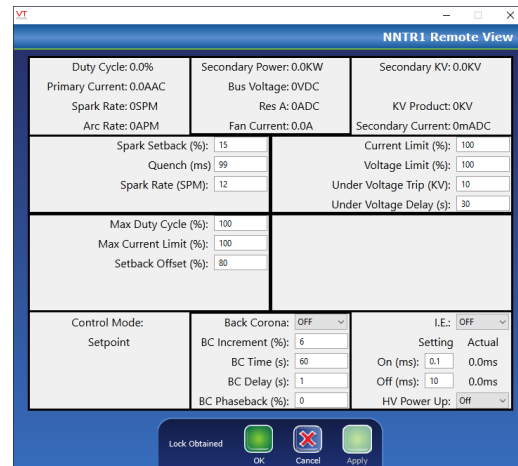 VT
NNTR1 Remote View
Duty Cycle: 0.0%
Primary Current: 0.0AAC
Spark Rate: 0SPM
Arc Rate: 0APM
Secondary Power: 0.0KW
Bus Voltage: 0VDC
Res A: 0ADC
Fan Current: 0.0A
Secondary KV: 0.0KV
KV Product: 0KV
Secondary Current: 0mADC
Spark Setback (%): 15
Quench (ms) 99
Spark Rate (SPM): 12
Current Limit (%): 100
Voltage Limit (%): 100
Under Voltage Trip (KV): 10
Under Voltage Delay (s): 30
Max Duty Cycle (%): 100
Max Current Limit (%): 100
Setback Offset (%): 80
Control Mode:
Setpoint
Back Corona: OFF
BC Increment (%): 6
BC Time (s): 60
BC Delay (s): 1
BC Phaseback (%): 0
I.E.: OFF
Setting Actual
On (ms): 0.1 0.0ms
Off (ms): 10 0.0ms
HV Power Up: Off
Lock Obtained
OK
Cancel
Apply